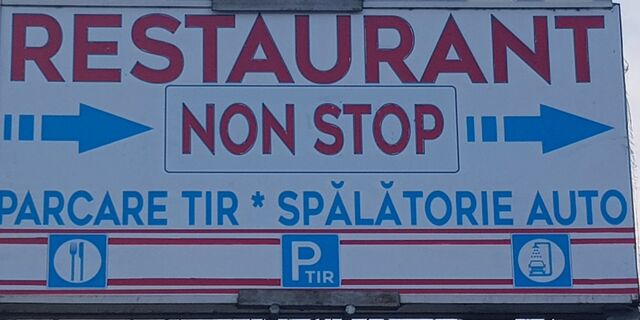 RESTAURANT
NON STOP
PARCARE TIR * SPĂLĂTORIE AUTO
P TIR